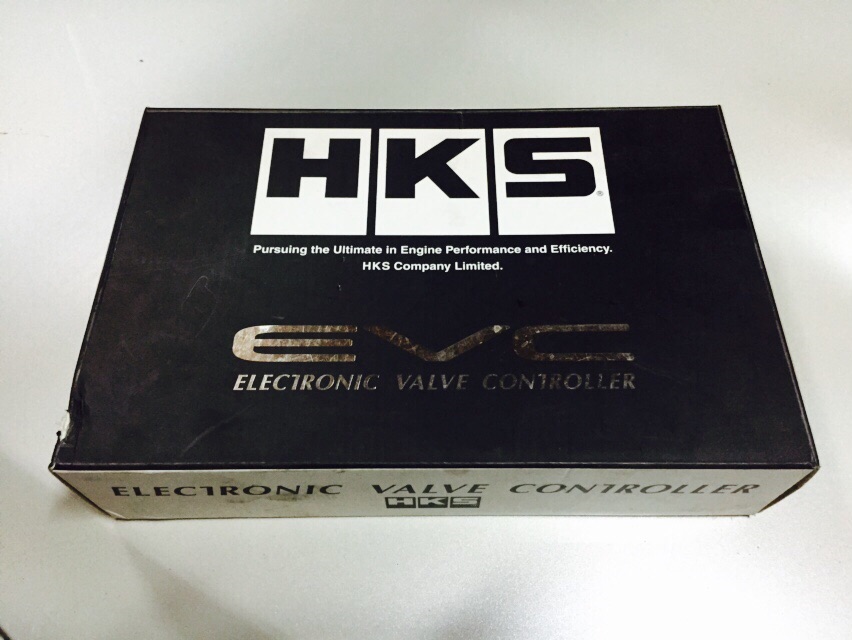 HKS®
Pursuing the Ultimate in Engine Performance and Efficiency.
HKS Company Limited.
EVC
ELECTRONIC VALVE CONTROLLER
ELECTRONIC VALVE CONTROLLER
HKS